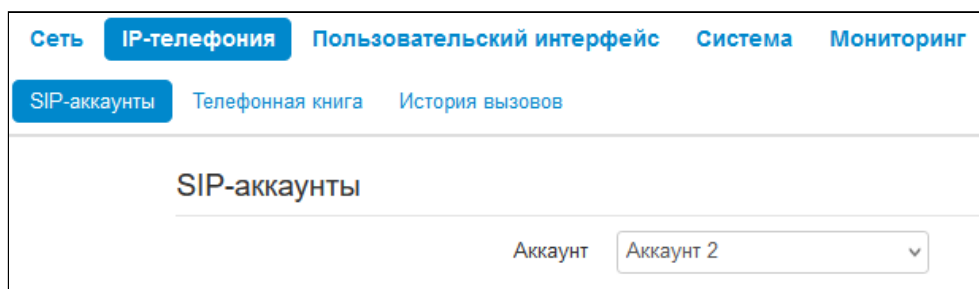 Сеть IP-телефония Пользовательский интерфейс Система Мониторинг
SIP-аккаунты Телефонная книга История вызовов
SIP-аккаунты
Аккаунт Аккаунт 2